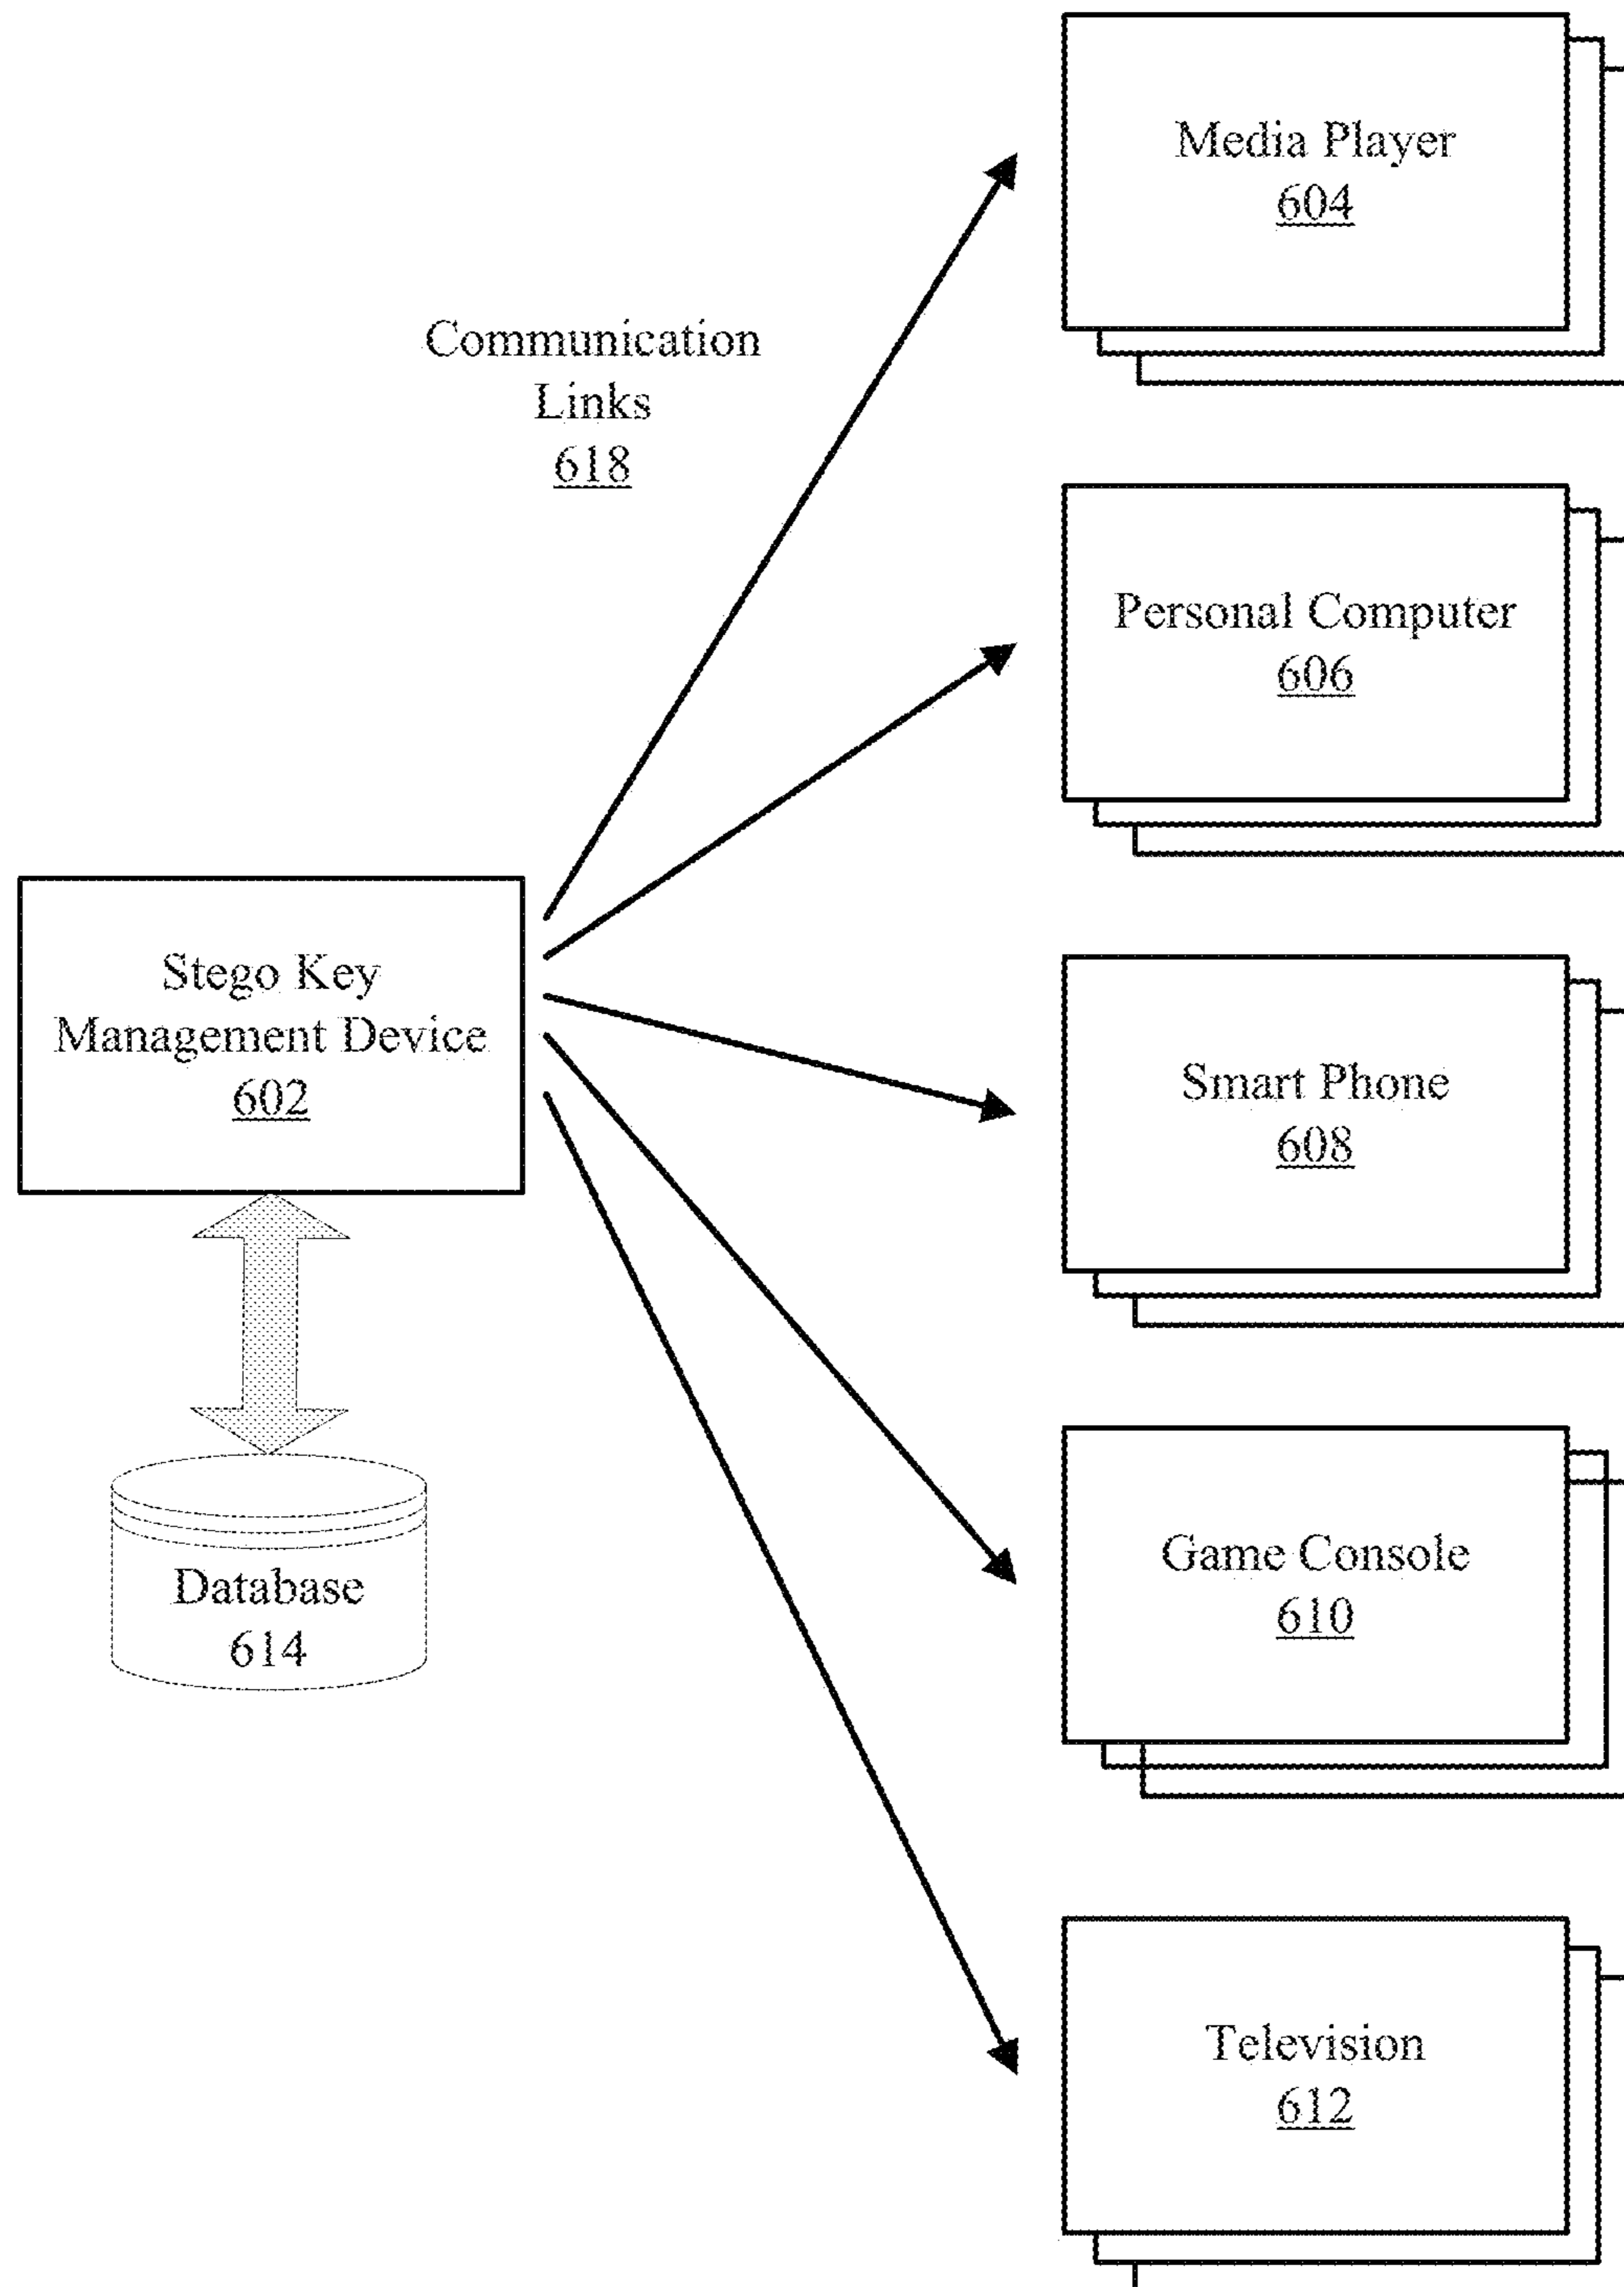 Media Player
604
Communication
Links
618
Personal Computer
606
Stego Key
Management Device
602
Smart Phone
608
Game Console
610
Database
614
Television
612